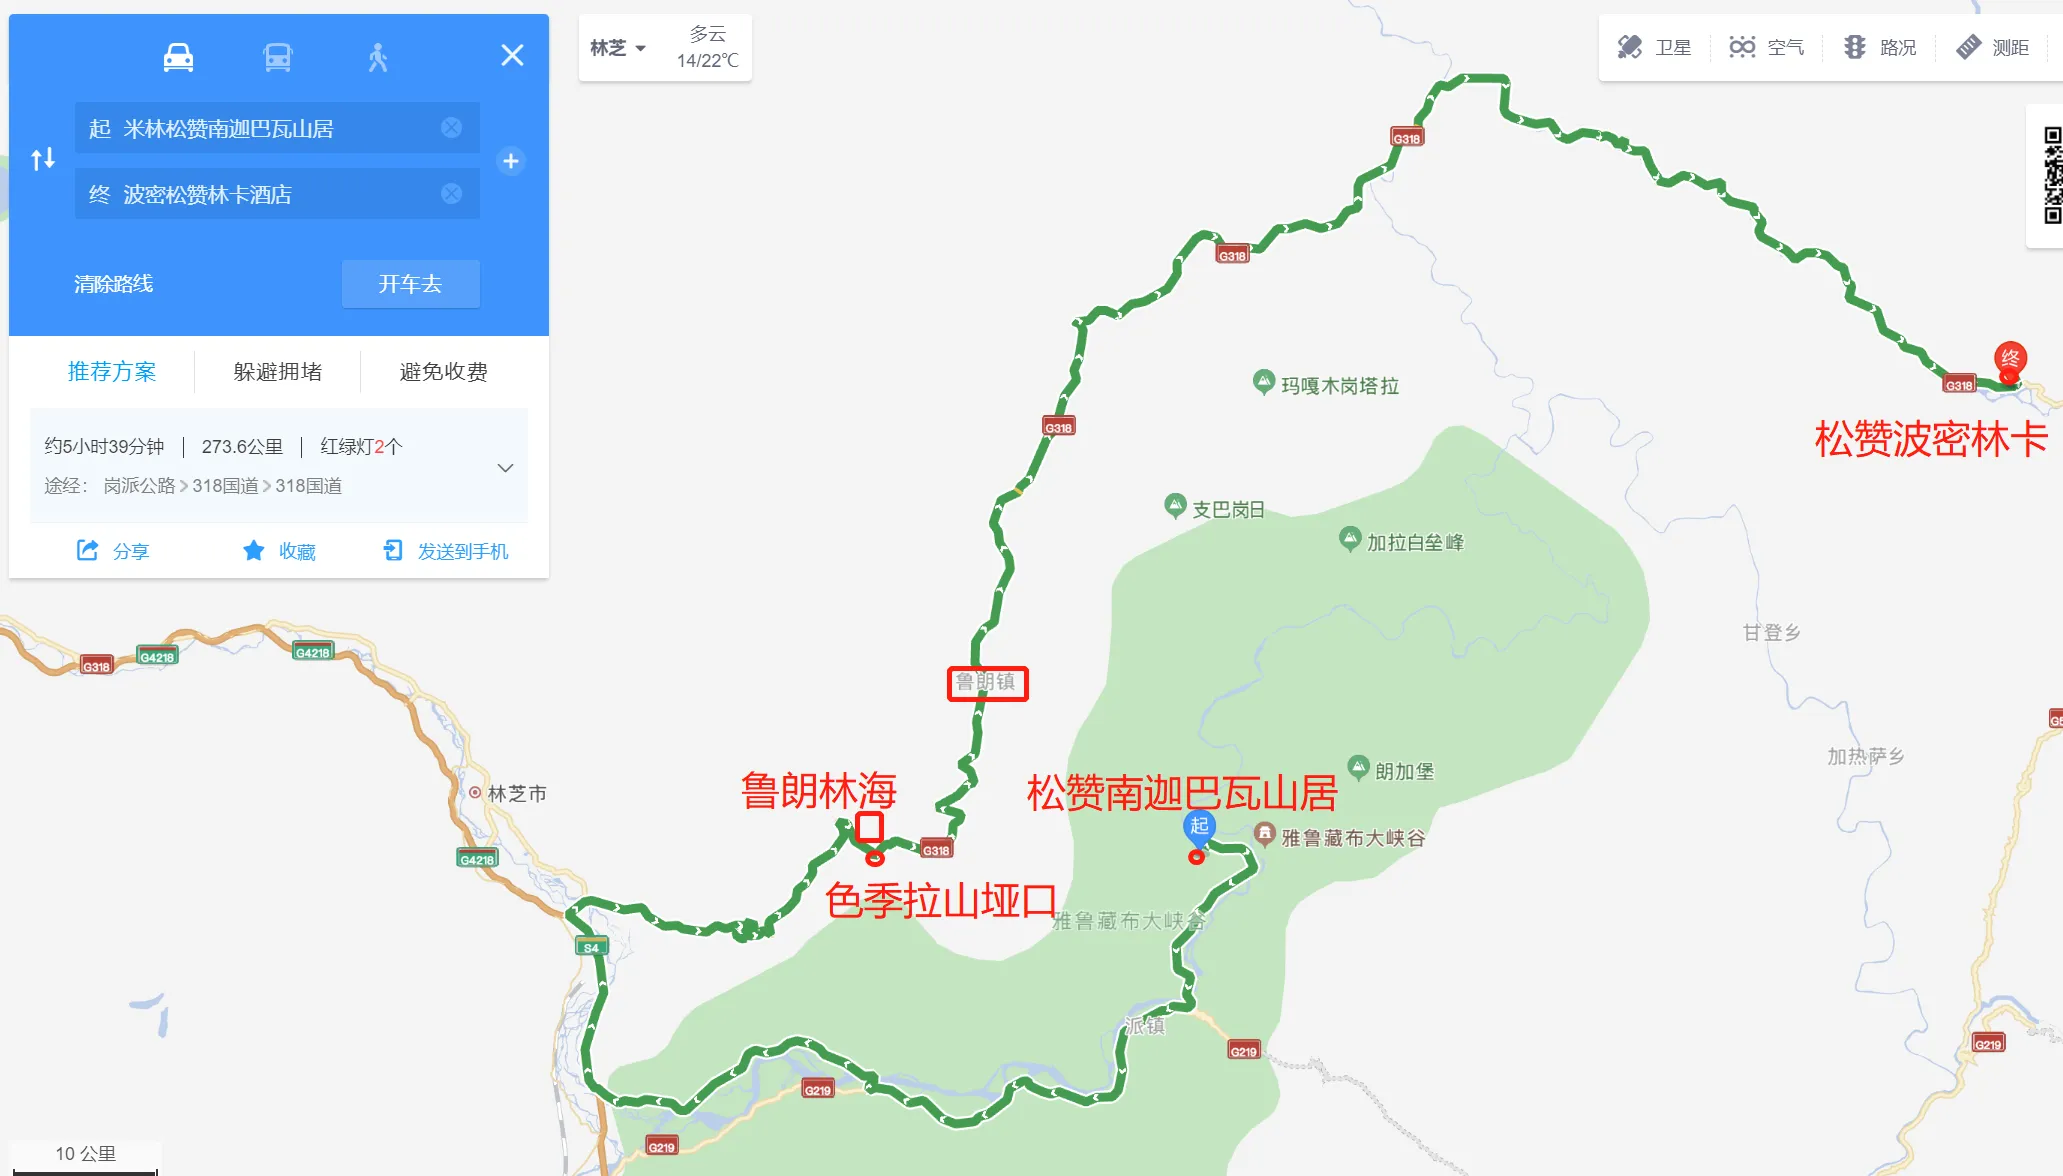 起 米林松赞南迦巴瓦山居
终 波密松赞林卡酒店
清除路线
开车去
推荐方案
躲避拥堵
避免收费
约5小时39分钟 | 273.6公里 | 红绿灯2个
途经： 岗派公路>318国道>318国道
分享
收藏
发送到手机
林芝
多云
14/22℃
卫星
空气
路况
测距
G318
G318
G318
终
G318
松赞波密林卡
玛嘎木岗塔拉
支巴岗日
加拉白垒峰
甘登乡
G318
G4218
G4218
鲁朗镇
加热萨乡
朗加堡
鲁朗林海
松赞南迦巴瓦山居
林芝市
起
雅鲁藏布大峡谷
G318
G4218
色季拉山垭口
雅鲁藏布大峡谷
S4
派镇
G219
G219
G219
G219
10 公里